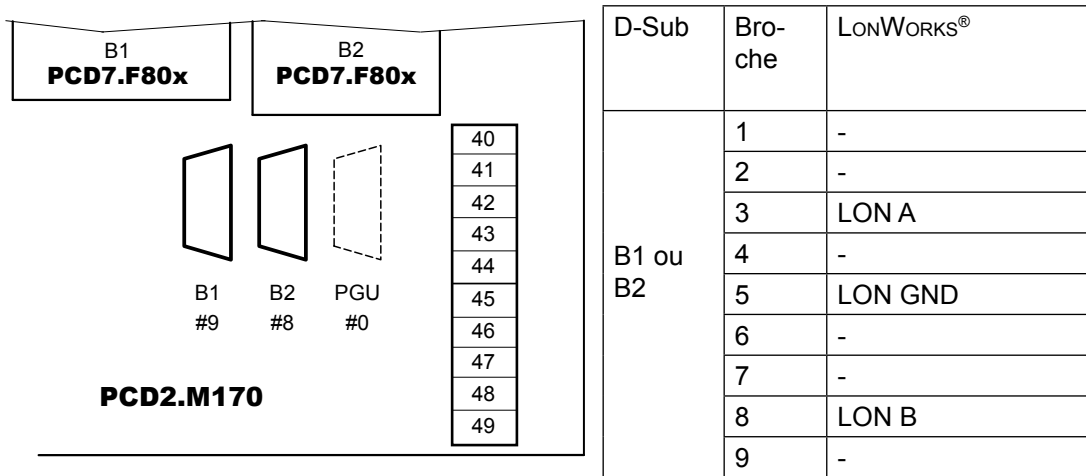 B1
PCD7.F80x
B2
PCD7.F80x
40
41
42
43
44
45
46
47
48
49
B1 B2 PGU
#9 #8 #0
PCD2.M170
D-Sub Bro- LONWORKS®
che
B1 ou
B2
1 -
2 -
3 LON A
4 -
5 LON GND
6 -
7 -
8 LON B
9 -